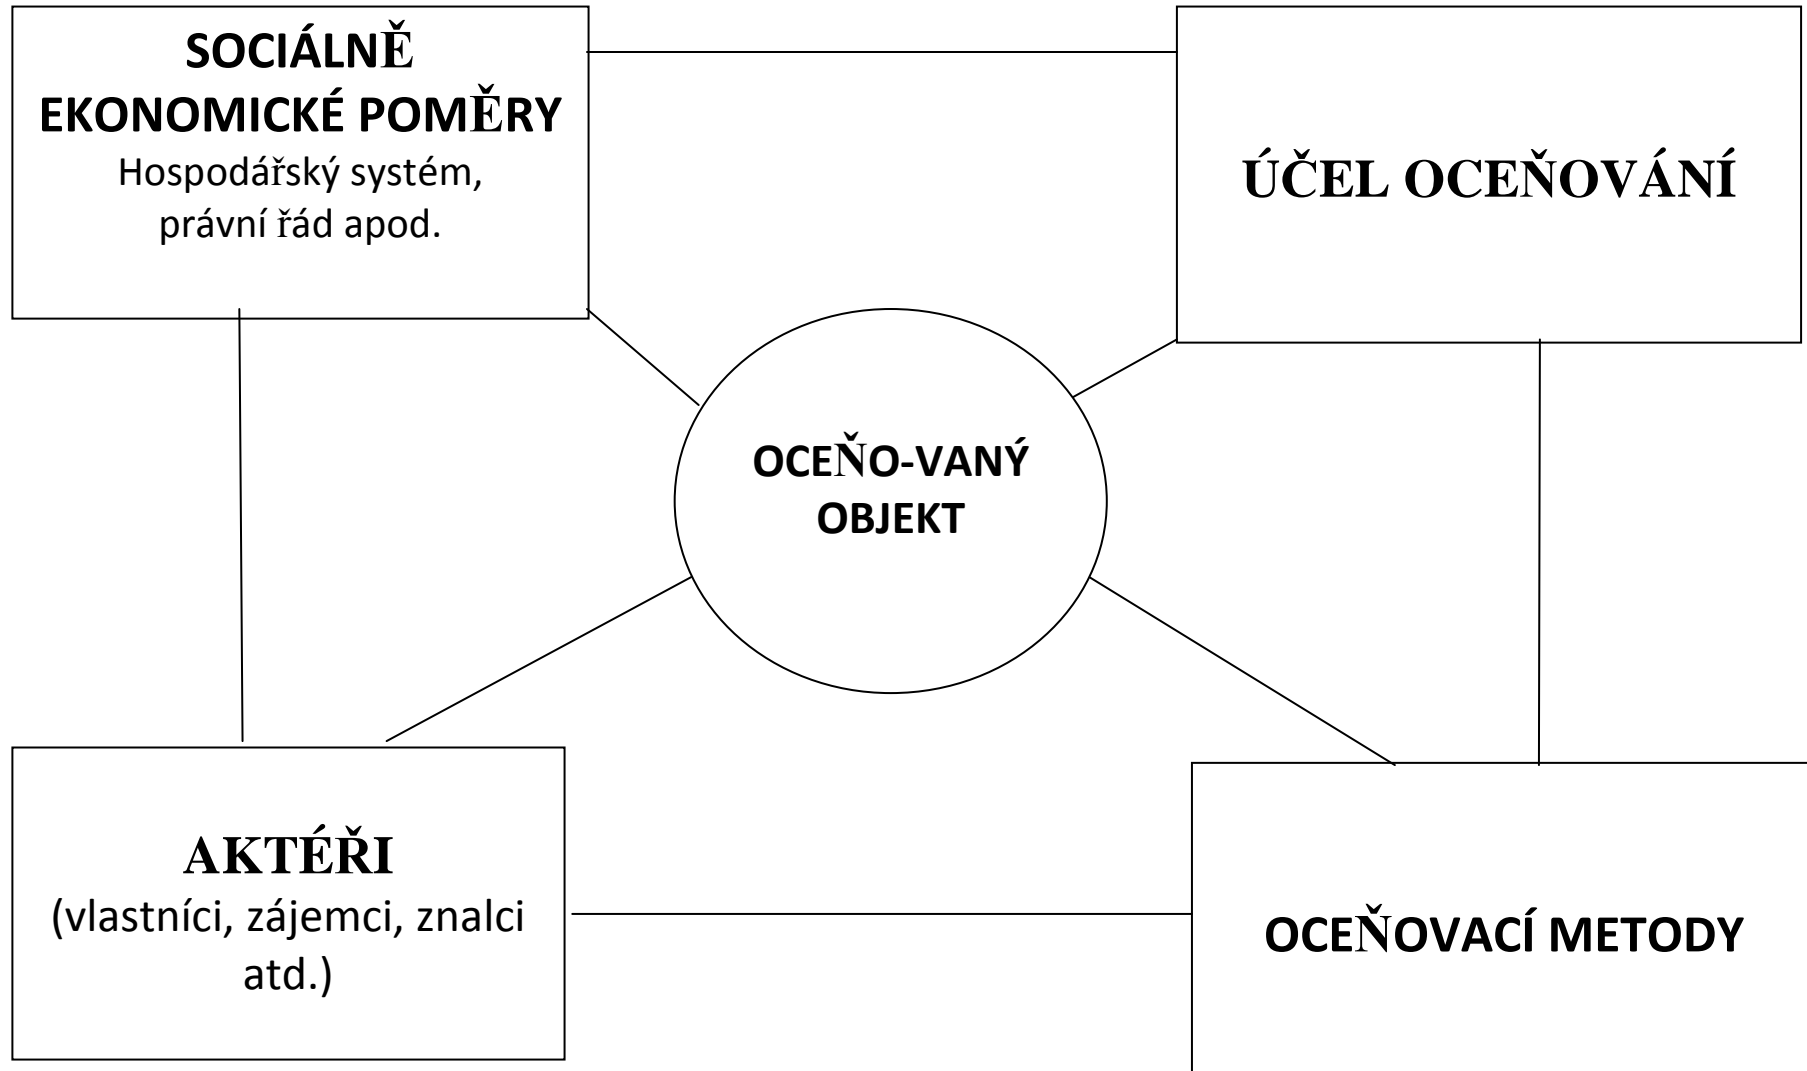 SOCIÁLNĚ
EKONOMICKÉ POMĚRY
Hospodářský systém,
právní řád apod.
ÚČEL OCEŇOVÁNÍ
OCEŇO-VANÝ
OBJEKT
AKTÉŘI
(vlastníci, zájemci, znalci
atd.)
OCEŇOVACÍ METODY